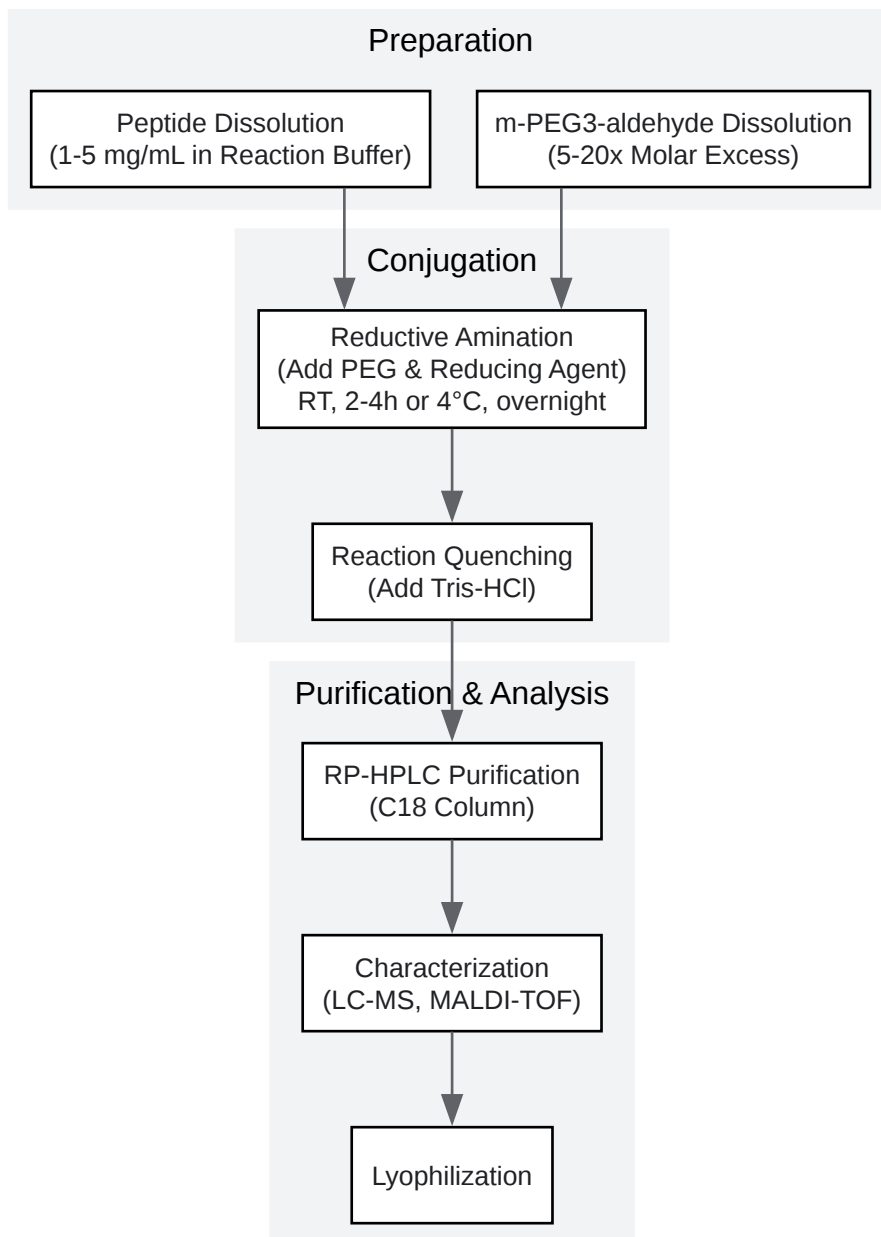 Preparation
Peptide Dissolution
(1-5 mg/mL in Reaction Buffer)
m-PEG3-aldehyde Dissolution
(5-20x Molar Excess)
Conjugation
Reductive Amination
(Add PEG & Reducing Agent)
RT, 2-4h or 4°C, overnight
Reaction Quenching
(Add Tris-HCl)
Purification & Analysis
RP-HPLC Purification
(C18 Column)
Characterization
(LC-MS, MALDI-TOF)
Lyophilization